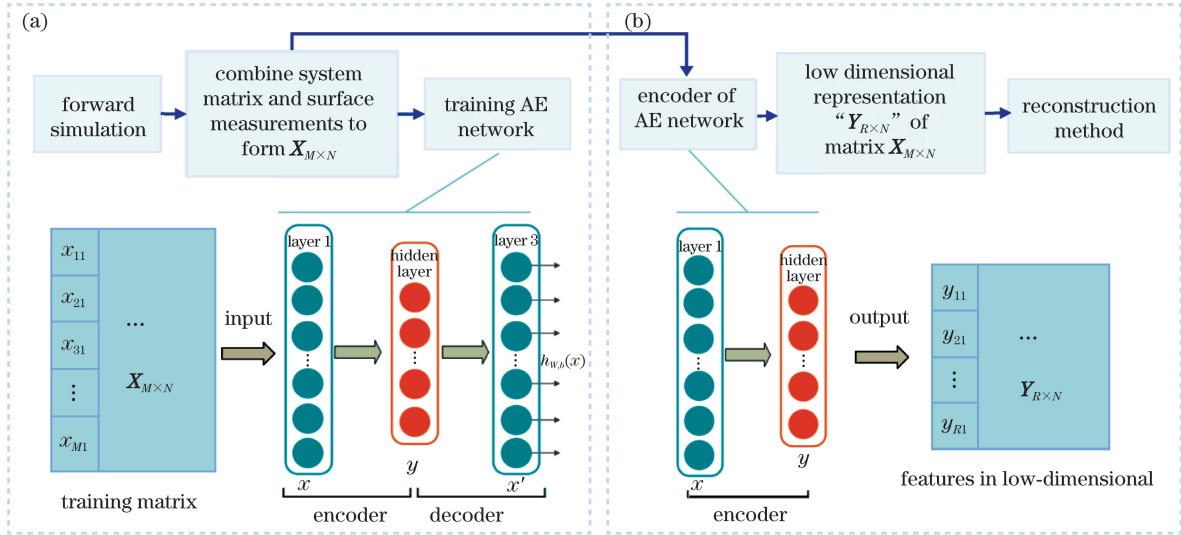 (a)
forward
simulation
combine system
matrix and surface
measurements to
form X_{M×N}
training AE
network
x_{11}
x_{21}
x_{31}
⋮
x_{M1}
...
X_{M×N}
training matrix
input
layer 1
⋮
x
hidden
layer
⋮
y
layer 3
⋮
x′
h_{W,b}(x)
encoder
decoder
(b)
encoder of
AE network
low dimensional
representation
“Y_{R×N}” of
matrix X_{M×N}
reconstruction
method
layer 1
⋮
x
hidden
layer
⋮
y
encoder
output
y_{11}
y_{21}
⋮
y_{R1}
...
Y_{R×N}
features in low-dimensional